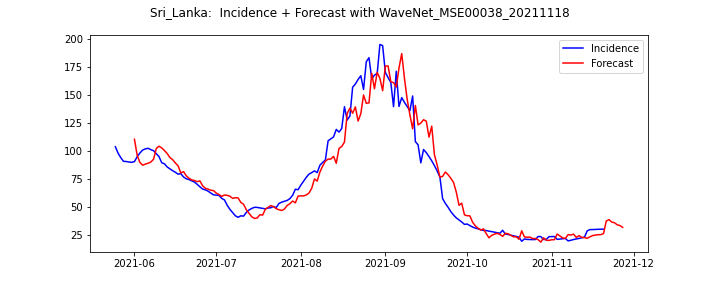 Sri_Lanka:  Incidence + Forecast with WaveNet_MSE00038_20211118
200
175
150
125
100
75
50
25
Incidence
Forecast
2021-06 2021-07 2021-08 2021-09 2021-10 2021-11 2021-12